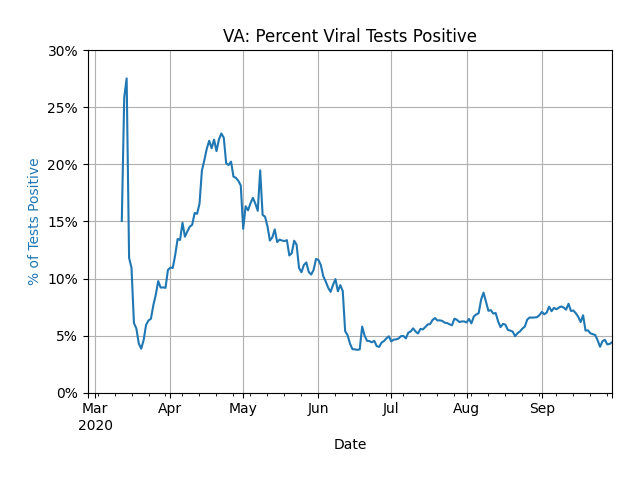 VA: Percent Viral Tests Positive
30%
25%
20%
15%
10%
5%
0%
% of Tests Positive
Mar Apr May Jun Jul Aug Sep
2020
Date